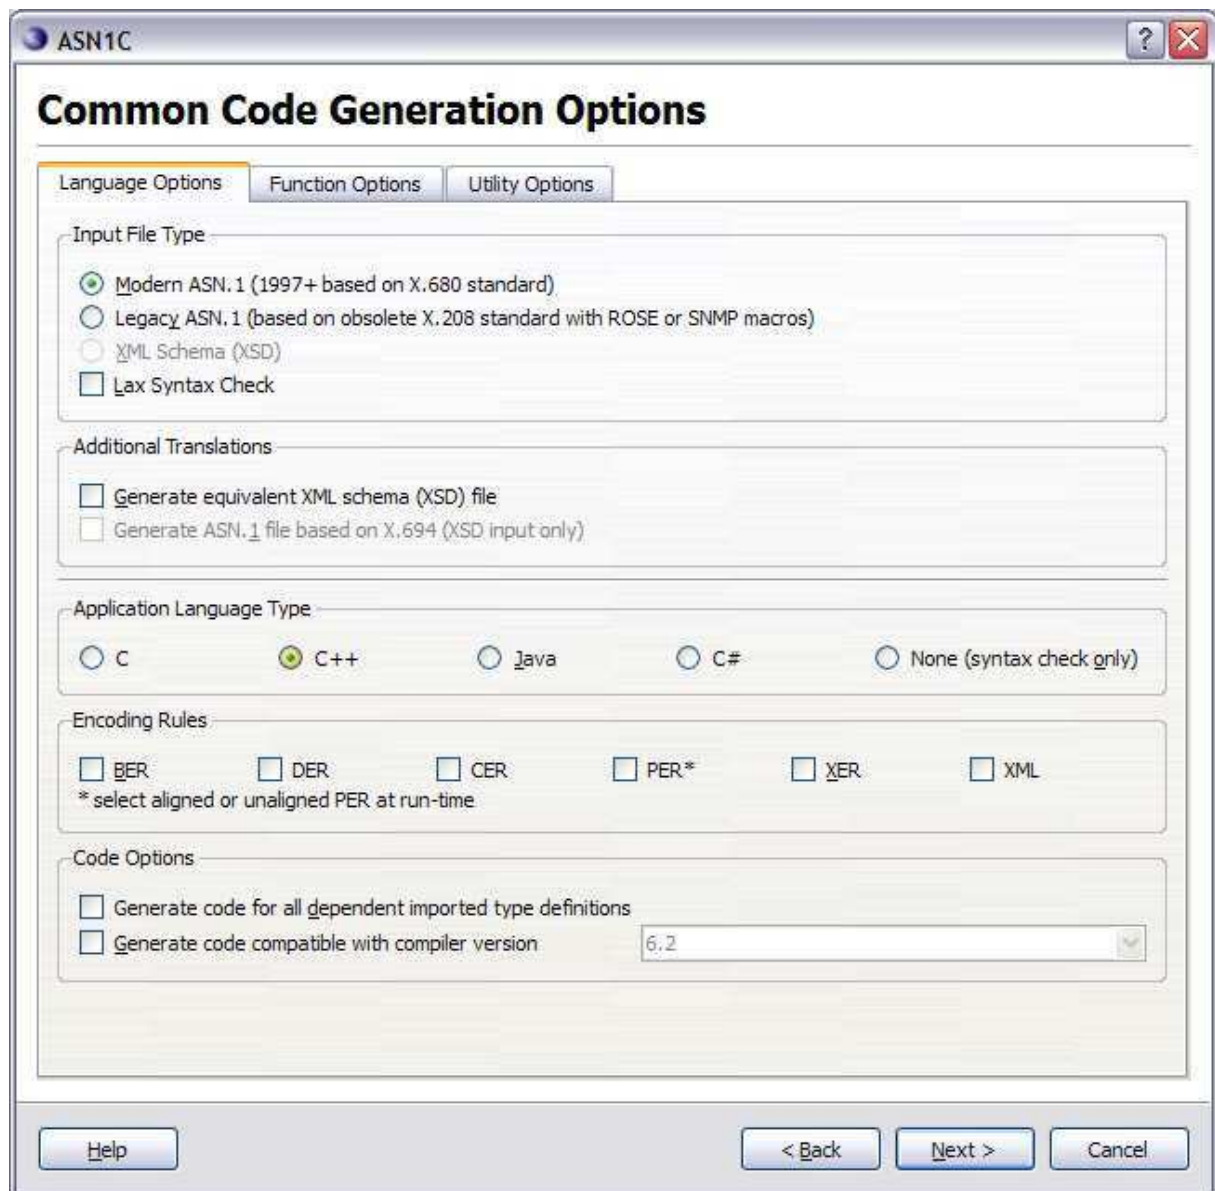 ASN1C
Common Code Generation Options
Language Options Function Options Utility Options
Input File Type
Modern ASN.1 (1997+ based on X.680 standard)
Legacy ASN.1 (based on obsolete X.208 standard with ROSE or SNMP macros)
XML Schema (XSD)
Lax Syntax Check
Additional Translations
Generate equivalent XML schema (XSD) file
Generate ASN.1 file based on X.694 (XSD input only)
Application Language Type
C C++ Java C# None (syntax check only)
Encoding Rules
BER DER CER PER* XER XML
* select aligned or unaligned PER at run-time
Code Options
Generate code for all dependent imported type definitions
Generate code compatible with compiler version 6.2
Help < Back Next > Cancel